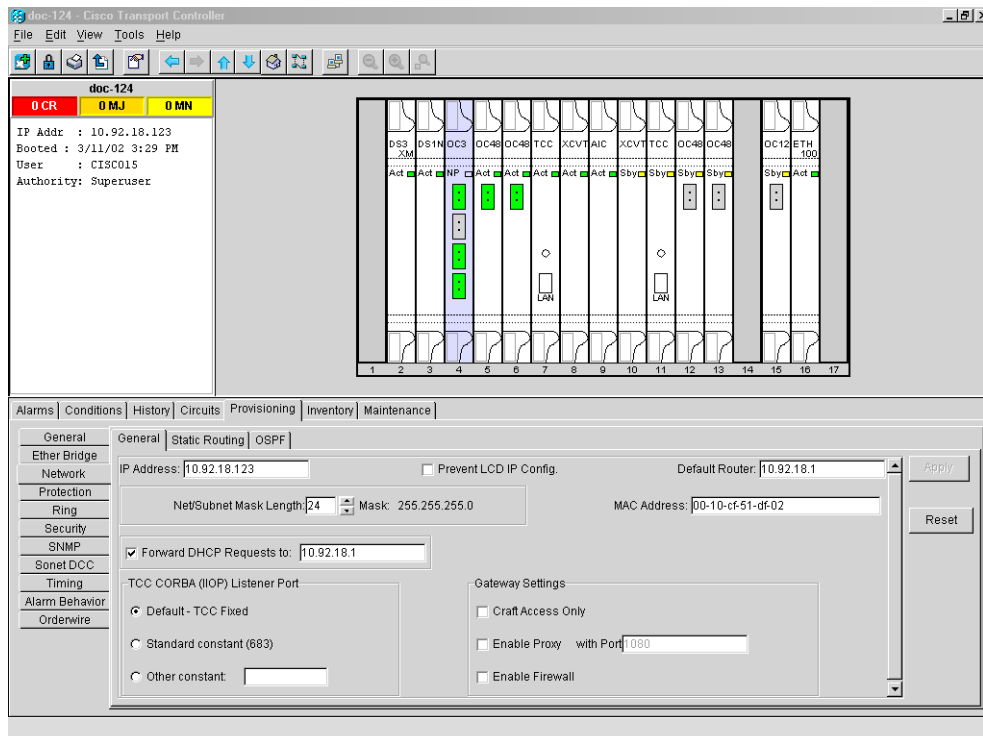 doc-124 - Cisco Transport Controller
File Edit View Tools Help
doc-124
0 CR 0 MJ 0 MN
IP Addr : 10.92.18.123
Booted : 3/11/02 3:29 PM
User : CISCO15
Authority: Superuser
DS3 XM DS1N OC3 OC48 OC48 TCC XCVT AIC XCVT TCC OC48 OC48 OC12 ETH 100
Act Act NP Act Act Act Act Act Sby Sby Sby Sby Sby Act
LAN LAN
1 2 3 4 5 6 7 8 9 10 11 12 13 14 15 16 17
Alarms Conditions History Circuits Provisioning Inventory Maintenance
General
Ether Bridge
Network
Protection
Ring
Security
SNMP
Sonet DCC
Timing
Alarm Behavior
Orderwire
General Static Routing OSPF
IP Address: 10.92.18.123 Prevent LCD IP Config. Default Router: 10.92.18.1
Net/Subnet Mask Length: 24 Mask: 255.255.255.0 MAC Address: 00-10-cf-51-df-02
Forward DHCP Requests to: 10.92.18.1
TCC CORBA (IIOP) Listener Port
Default - TCC Fixed
Standard constant (683)
Other constant:
Gateway Settings
Craft Access Only
Enable Proxy with Port 1080
Enable Firewall
Apply
Reset